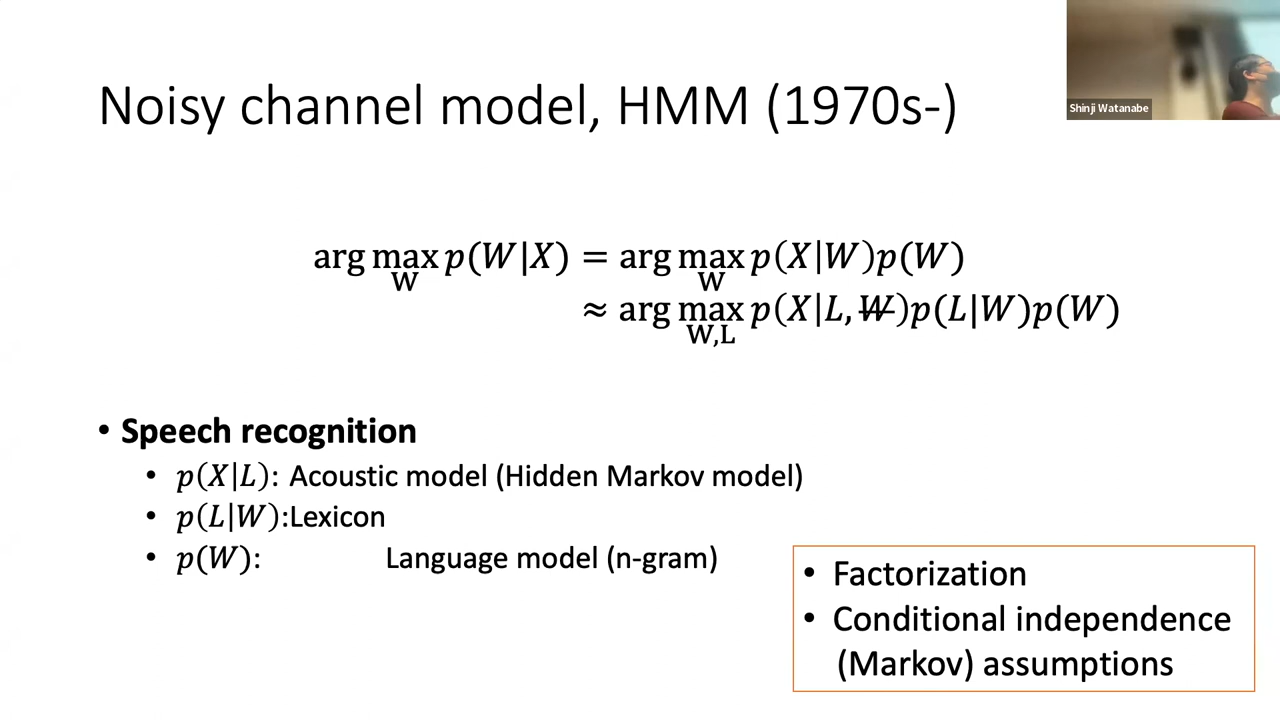 Noisy channel model, HMM (1970s-)
Shinji Watanabe
arg max_W p(W|X) = arg max_W p(X|W)p(W)
≈ arg max_{W,L} p(X|L, W̶)p(L|W)p(W)
• Speech recognition
• p(X|L): Acoustic model (Hidden Markov model)
• p(L|W):Lexicon
• p(W): Language model (n-gram)
• Factorization
• Conditional independence
(Markov) assumptions